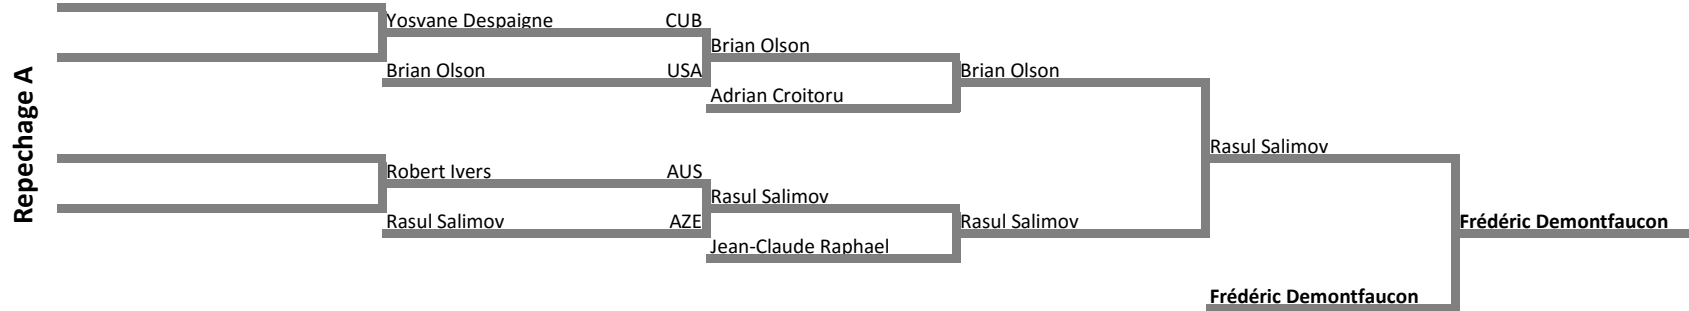 Repechage A
Yosvane Despaigne CUB
Brian Olson
Brian Olson USA
Brian Olson
Adrian Croitoru
Rasul Salimov
Robert Ivers AUS
Rasul Salimov
Rasul Salimov AZE
Rasul Salimov
Frédéric Demontfaucon
Jean-Claude Raphael
Frédéric Demontfaucon